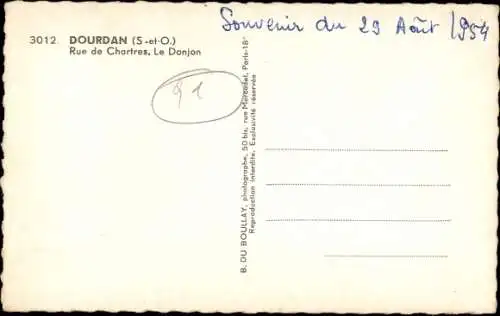 3012. DOURDAN (S.-et-O.)
Rue de Chartres. Le Donjon
Souvenir du 29 Août 1954
B. DU BOULLAY, photographe, 50 bis, rue Marcadet, Paris-18e
Reproduction interdite. Exclusivité réservée